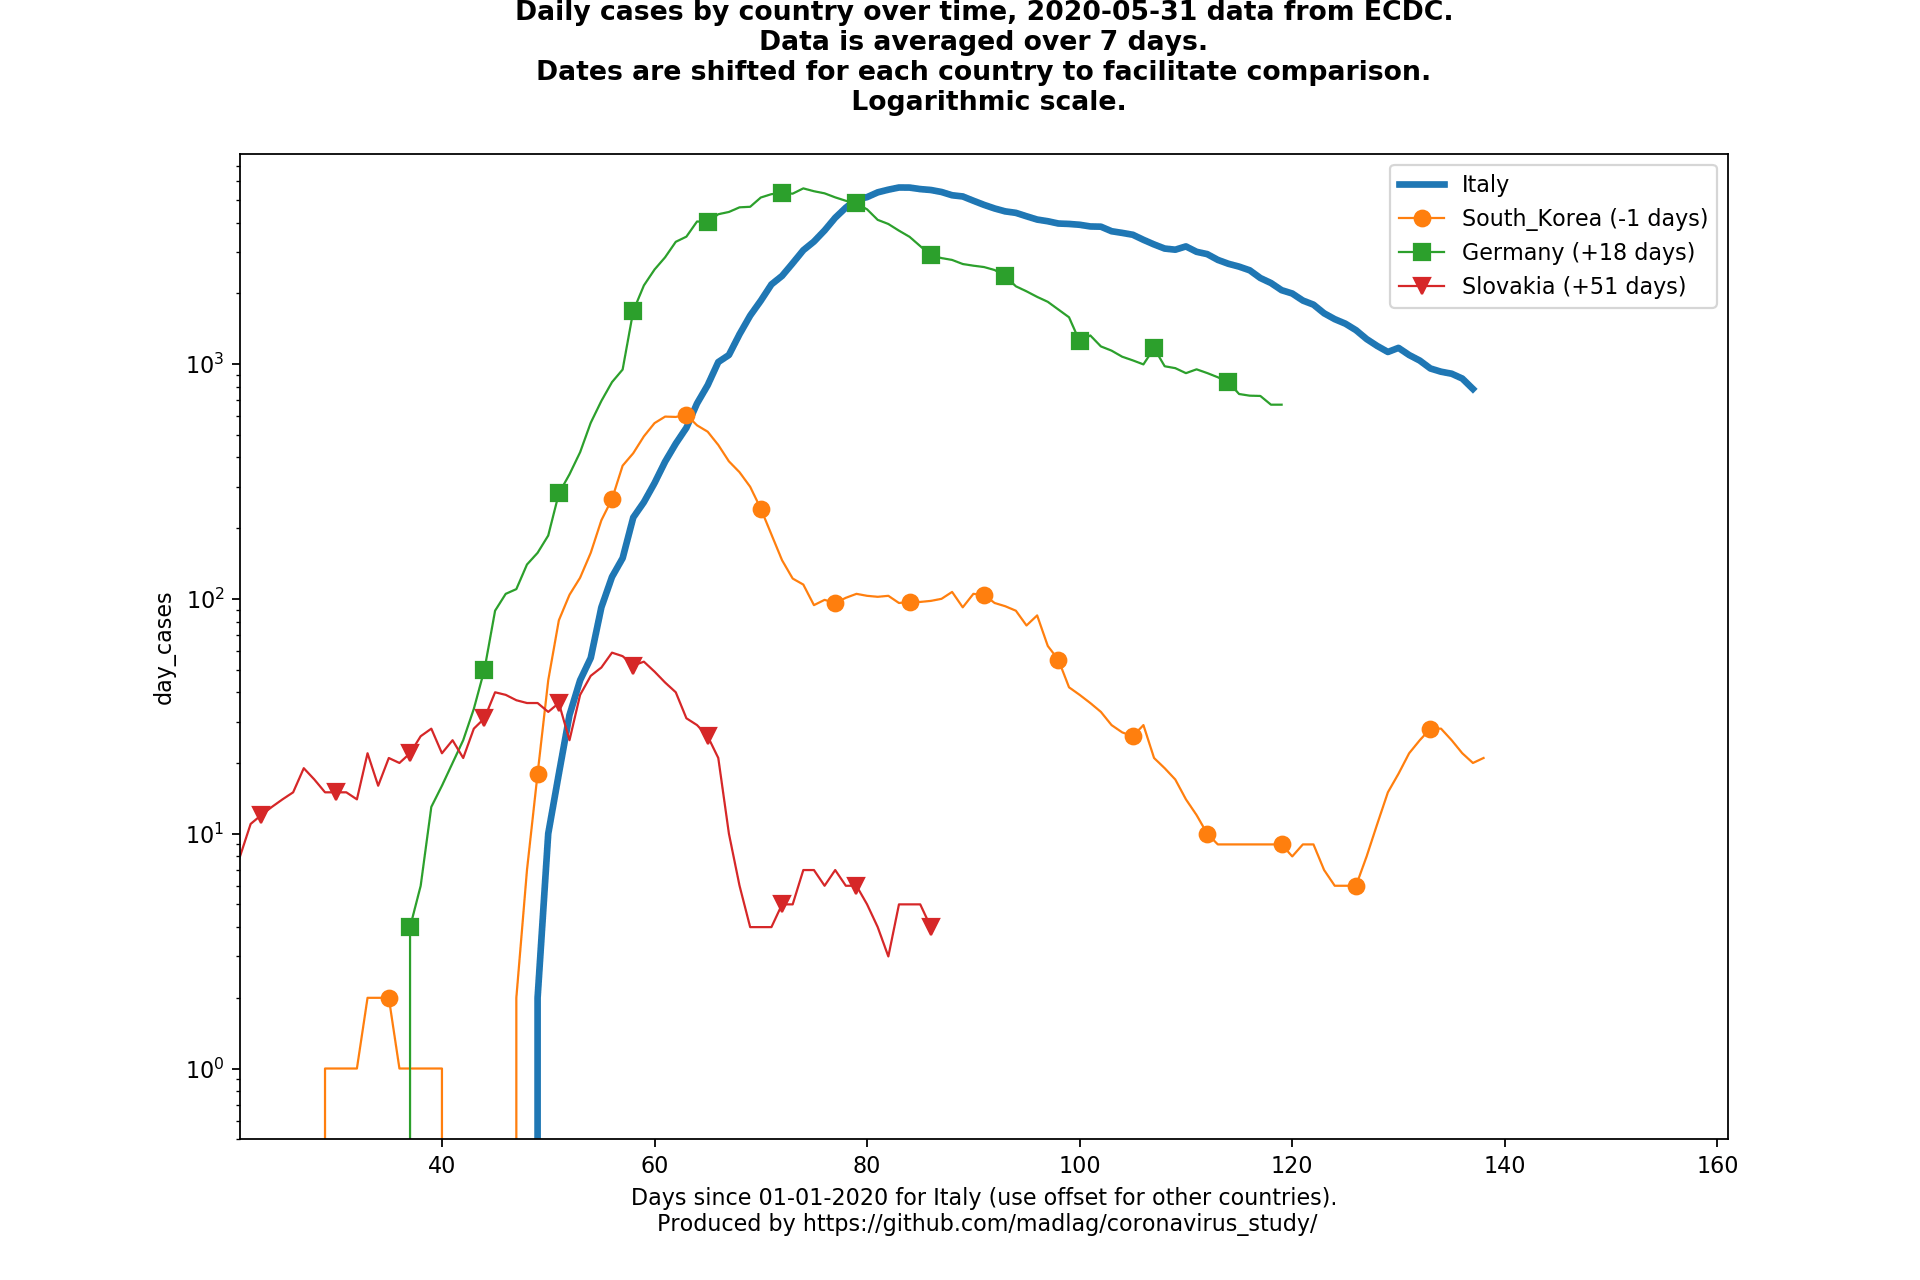 Daily cases by country over time, 2020-05-31 data from ECDC.
Data is averaged over 7 days.
Dates are shifted for each country to facilitate comparison.
Logarithmic scale.
Italy
South_Korea (-1 days)
Germany (+18 days)
Slovakia (+51 days)
day_cases
10³
10²
10¹
10⁰
40 60 80 100 120 140 160
Days since 01-01-2020 for Italy (use offset for other countries).
Produced by https://github.com/madlag/coronavirus_study/